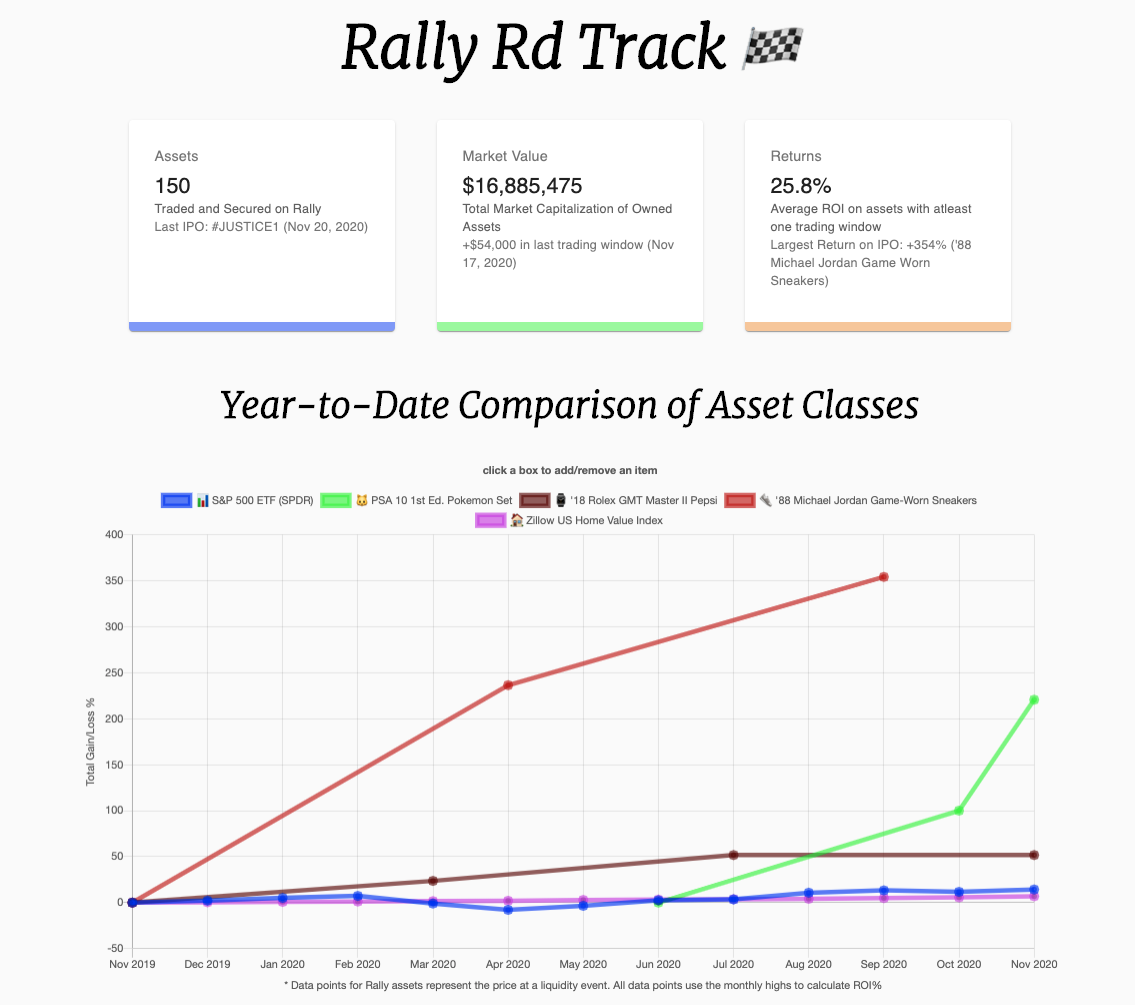 Rally Rd Track 🏁
Assets
150
Traded and Secured on Rally
Last IPO: #JUSTICE1 (Nov 20, 2020)
Market Value
$16,885,475
Total Market Capitalization of Owned
Assets
+$54,000 in last trading window (Nov
17, 2020)
Returns
25.8%
Average ROI on assets with atleast
one trading window
Largest Return on IPO: +354% ('88
Michael Jordan Game Worn
Sneakers)
Year-to-Date Comparison of Asset Classes
click a box to add/remove an item
📊 S&P 500 ETF (SPDR) 🐱 PSA 10 1st Ed. Pokemon Set ⌚ '18 Rolex GMT Master II Pepsi 👟 '88 Michael Jordan Game-Worn Sneakers
🏠 Zillow US Home Value Index
Total Gain/Loss %
400
350
300
250
200
150
100
50
0
-50
Nov 2019 Dec 2019 Jan 2020 Feb 2020 Mar 2020 Apr 2020 May 2020 Jun 2020 Jul 2020 Aug 2020 Sep 2020 Oct 2020 Nov 2020
* Data points for Rally assets represent the price at a liquidity event. All data points use the monthly highs to calculate ROI%